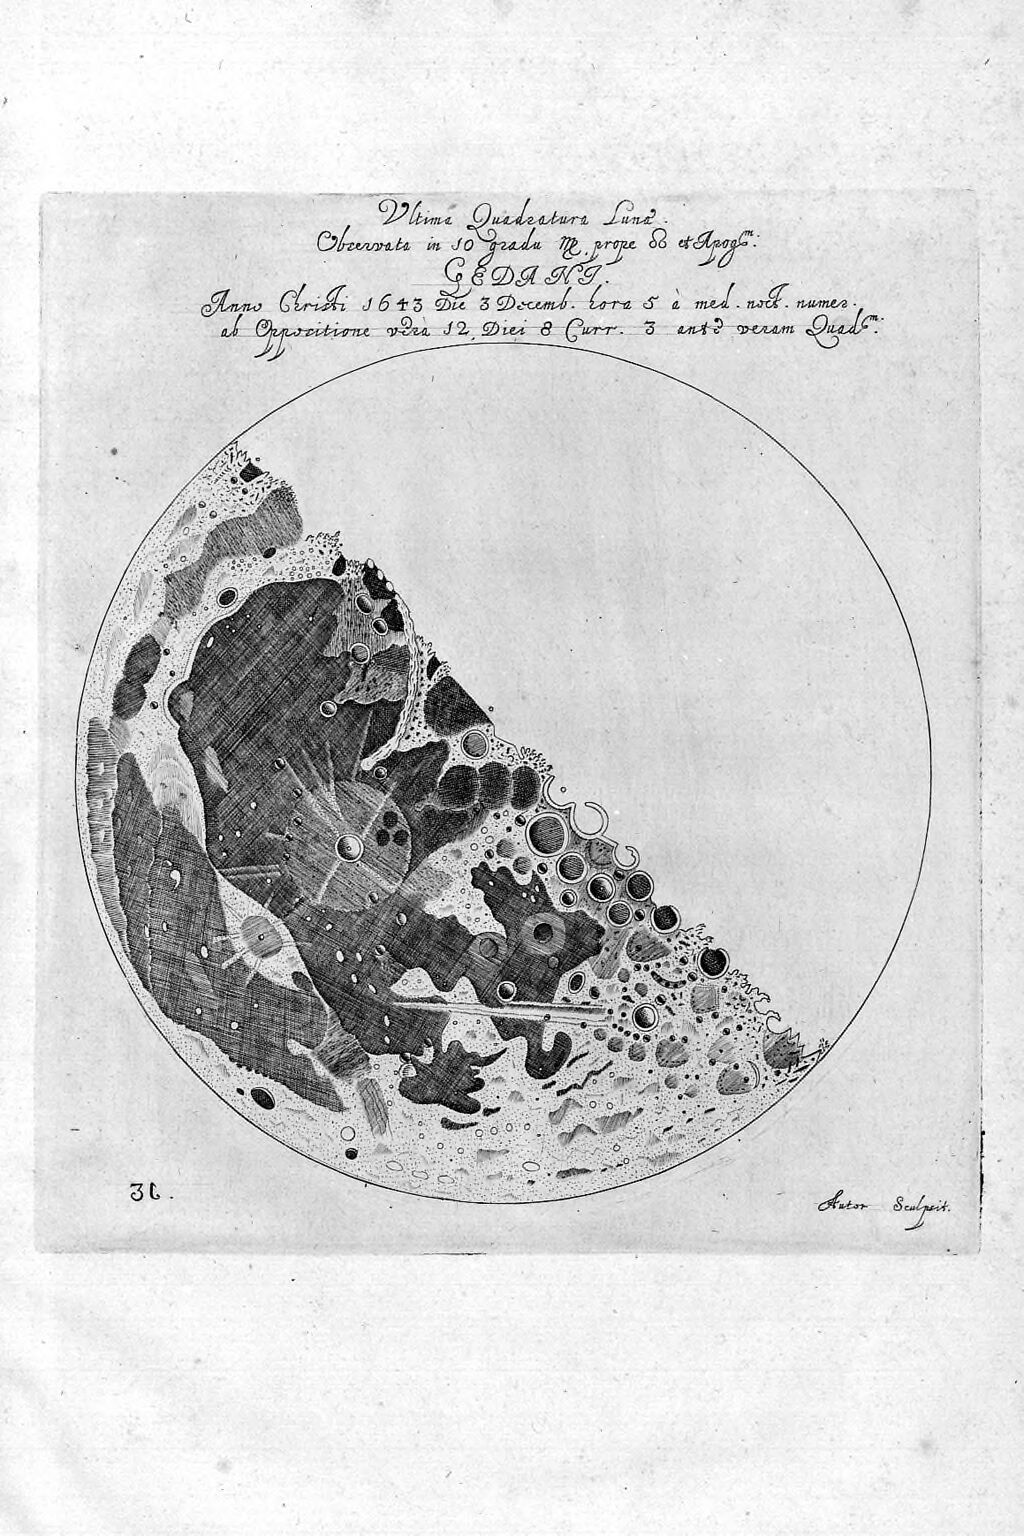 Vltima Quadratura Lunæ.
Observata in 10 gradu ♍ prope ☋ et Apogæ.ᵐ:
GEDANI.
Anno Christi 1643 Die 3 Decemb. hora 5 à med. noct. numer.
ab Oppositione verà 12, Diei 8 Curr. 3 ante veram Quad.ᵐ:
31.
Autor Sculpsit.